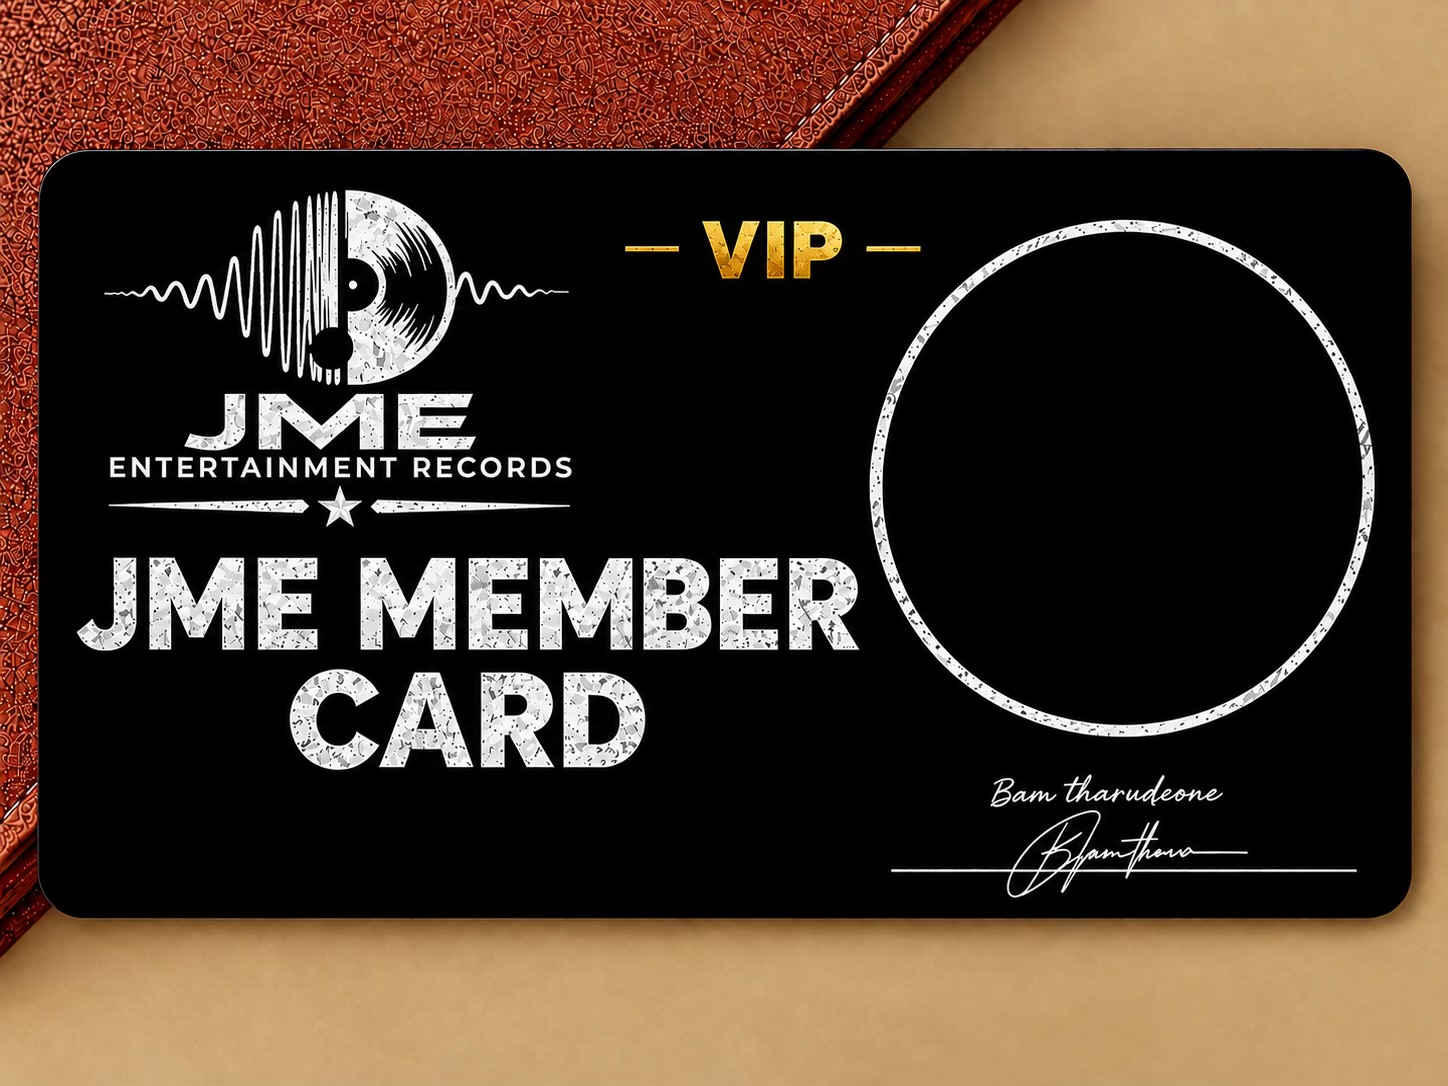 — VIP —
JME
ENTERTAINMENT RECORDS
JME MEMBER
CARD
Bam tharudeone